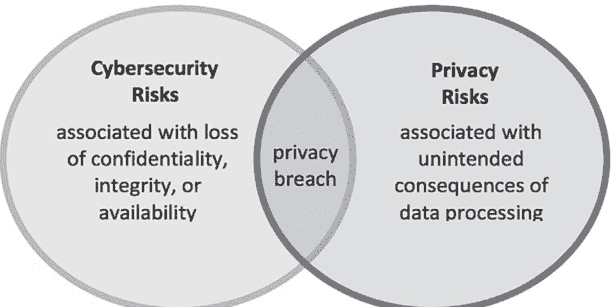 Cybersecurity
Risks
associated with loss
of confidentiality,
integrity, or
availability
privacy
breach
Privacy
Risks
associated with
unintended
consequences of
data processing